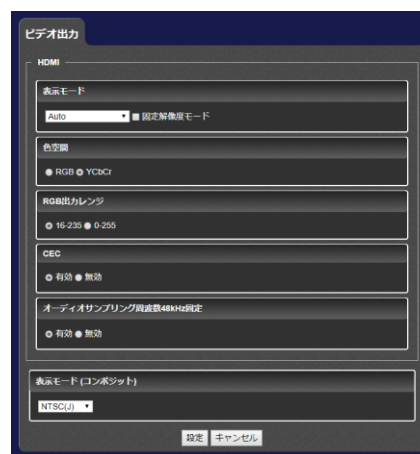 ビデオ出力
HDMI
表示モード
Auto 固定解像度モード
色空間
RGB YCbCr
RGB出力レンジ
16-235 0-255
CEC
有効 無効
オーディオサンプリング周波数48kHz固定
有効 無効
表示モード (コンポジット)
NTSC(J)
設定 キャンセル